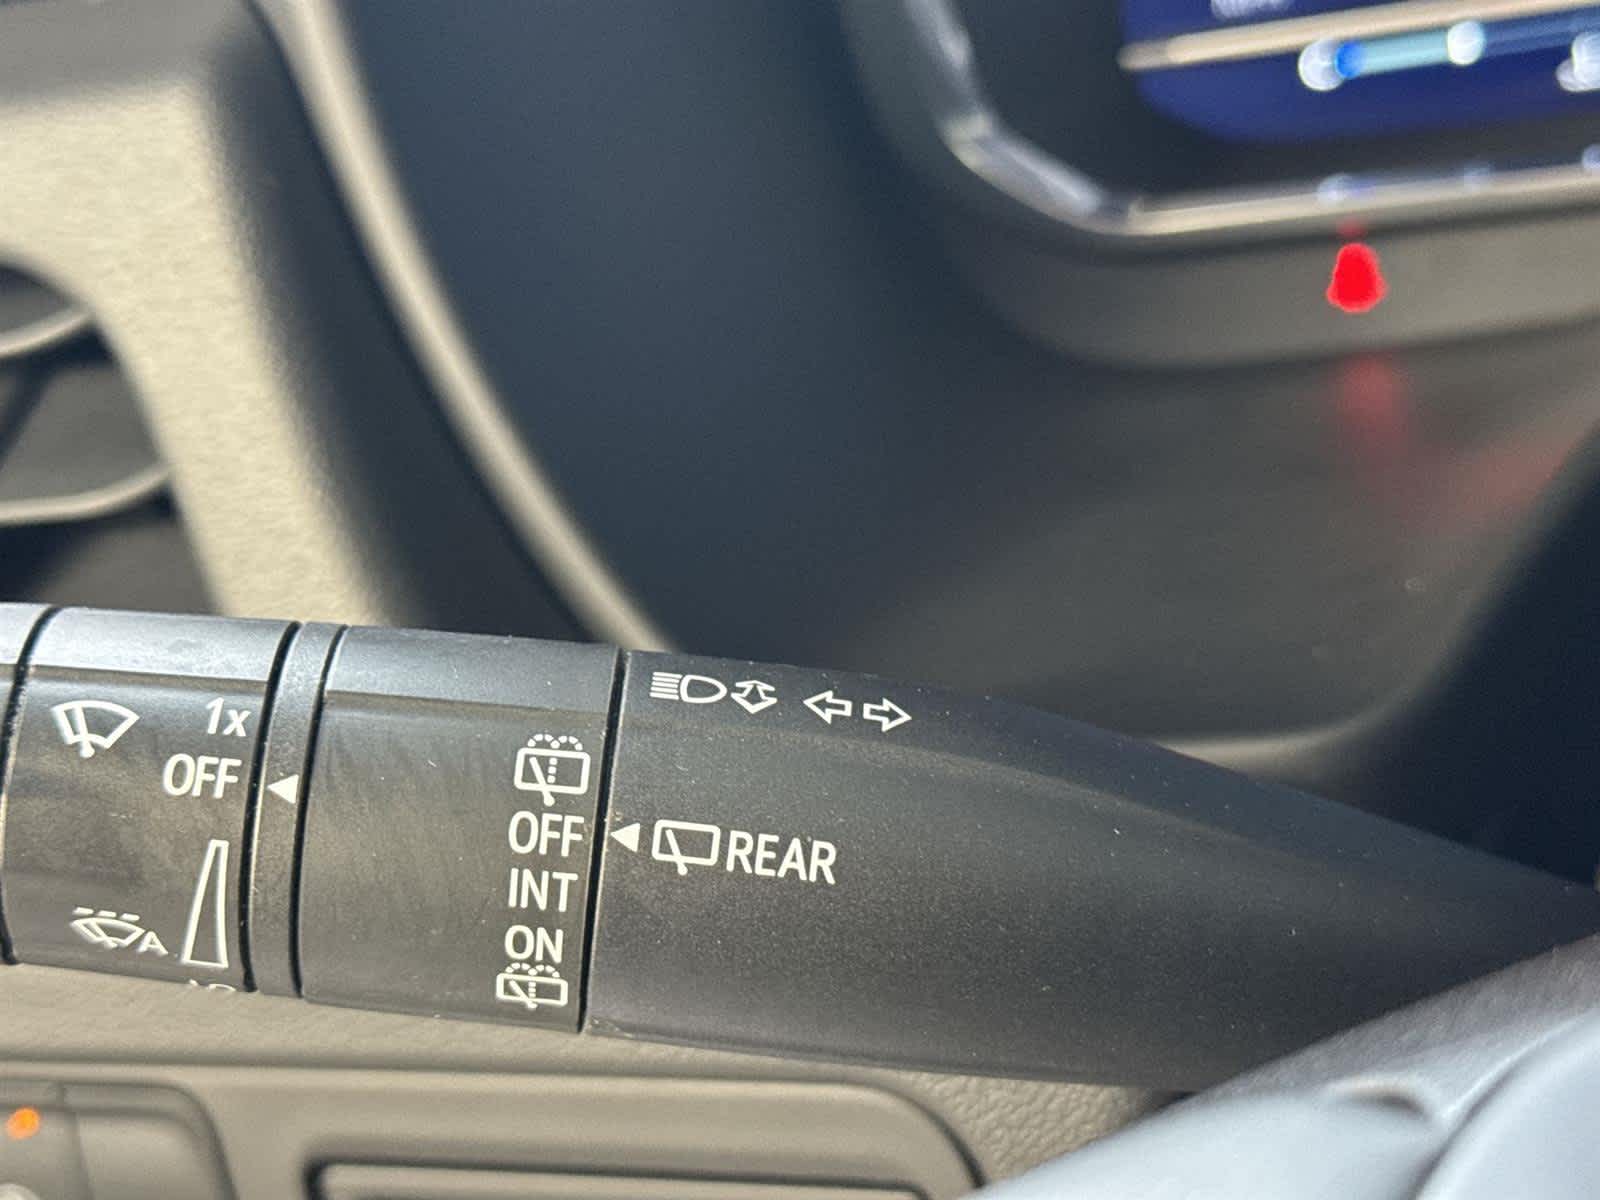 1x
OFF
OFF
INT
ON
REAR
A